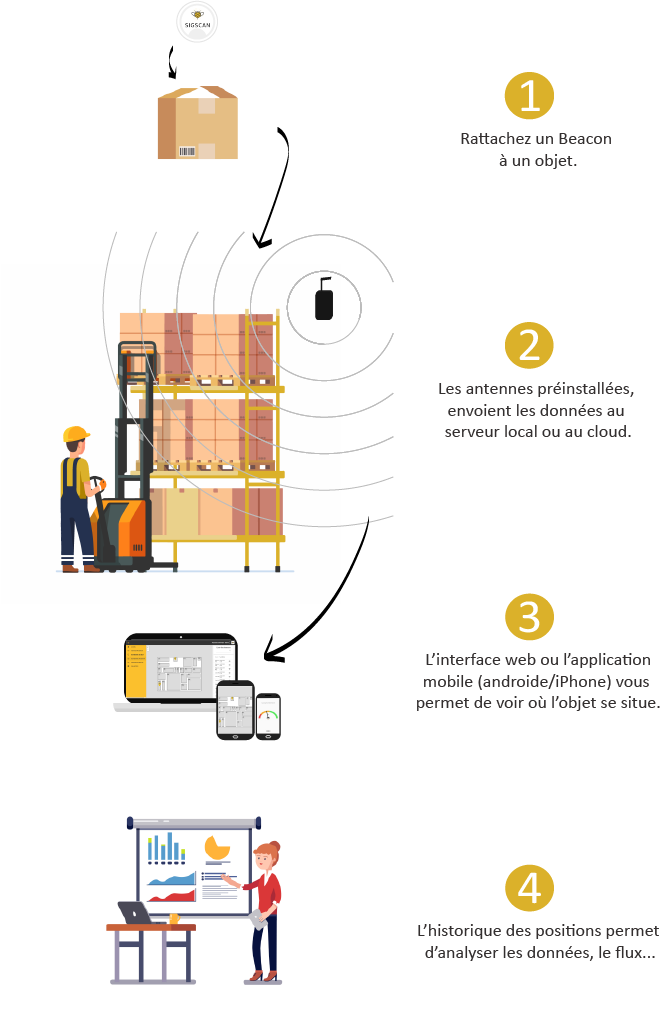 SIGSCAN
1
Rattachez un Beacon
à un objet.
2
Les antennes préinstallées,
envoient les données au
serveur local ou au cloud.
3
L’interface web ou l’application
mobile (androide/iPhone) vous
permet de voir où l’objet se situe.
4
L’historique des positions permet
d’analyser les données, le flux...